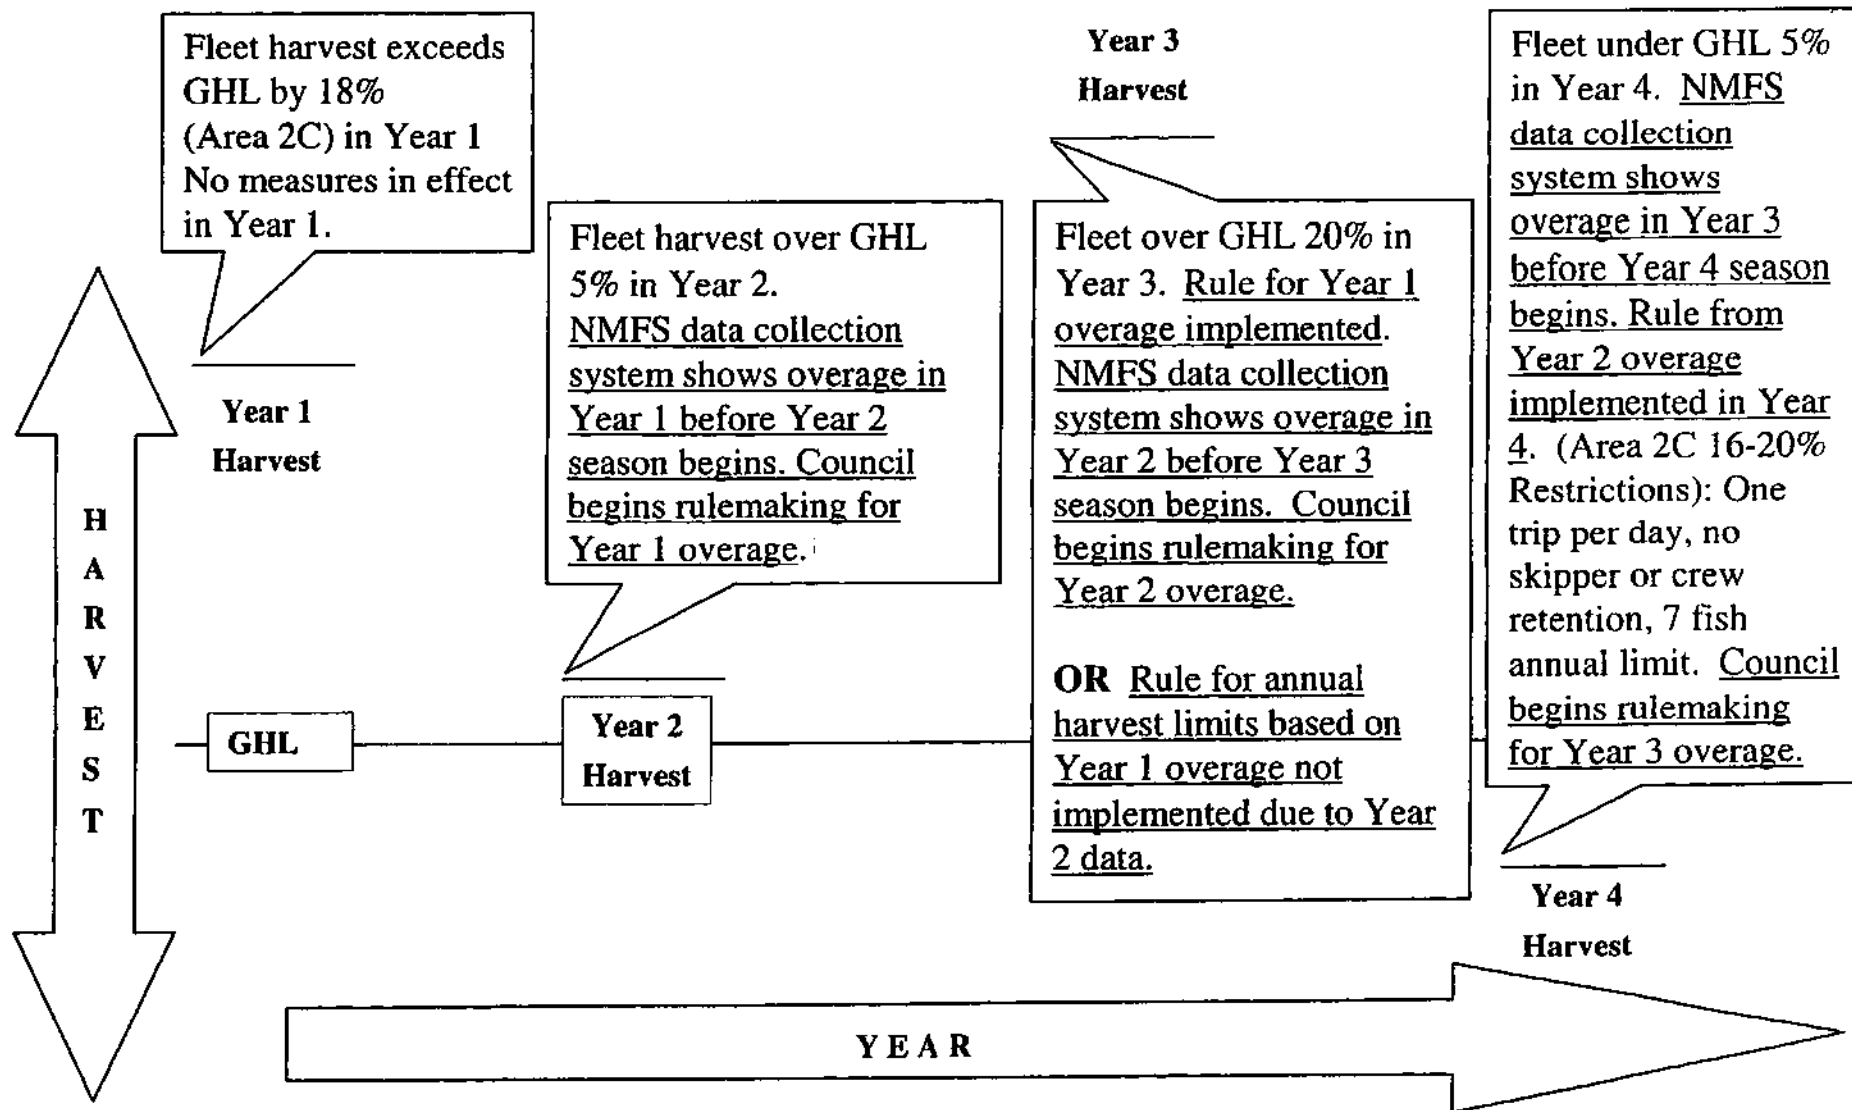 Fleet harvest exceeds
GHL by 18%
(Area 2C) in Year 1
No measures in effect
in Year 1.
Year 1
Harvest
Fleet harvest over GHL
5% in Year 2.
NMFS data collection
system shows overage in
Year 1 before Year 2
season begins. Council
begins rulemaking for
Year 1 overage.
Year 2
Harvest
Year 3
Harvest
Fleet over GHL 20% in
Year 3. Rule for Year 1
overage implemented.
NMFS data collection
system shows overage in
Year 2 before Year 3
season begins. Council
begins rulemaking for
Year 2 overage.
OR Rule for annual
harvest limits based on
Year 1 overage not
implemented due to Year
2 data.
Fleet under GHL 5%
in Year 4. NMFS
data collection
system shows
overage in Year 3
before Year 4 season
begins. Rule from
Year 2 overage
implemented in Year
4. (Area 2C 16-20%
Restrictions): One
trip per day, no
skipper or crew
retention, 7 fish
annual limit. Council
begins rulemaking
for Year 3 overage.
Year 4
Harvest
H
A
R
V
E
S
T
GHL
YEAR